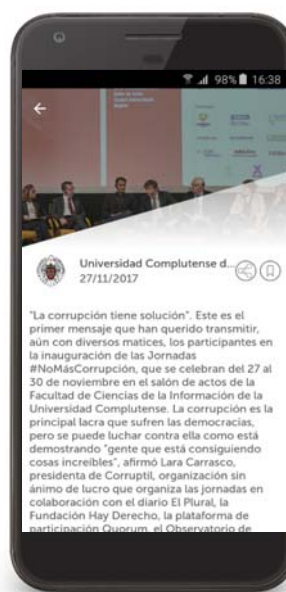 98% 16:38
Universidad Complutense d...
27/11/2017
"La corrupción tiene solución". Este es el
primer mensaje que han querido transmitir,
aún con diversos matices, los participantes en
la inauguración de las Jornadas
#NoMásCorrupción, que se celebran del 27 al
30 de noviembre en el salón de actos de la
Facultad de Ciencias de la Información de la
Universidad Complutense. La corrupción es la
principal lacra que sufren las democracias,
pero se puede luchar contra ella como está
demostrando "gente que está consiguiendo
cosas increíbles", afirmó Lara Carrasco,
presidenta de Corruptil, organización sin
ánimo de lucro que organiza las jornadas en
colaboración con el diario El Plural, la
Fundación Hay Derecho, la plataforma de
participación Quorum, el Observatorio de